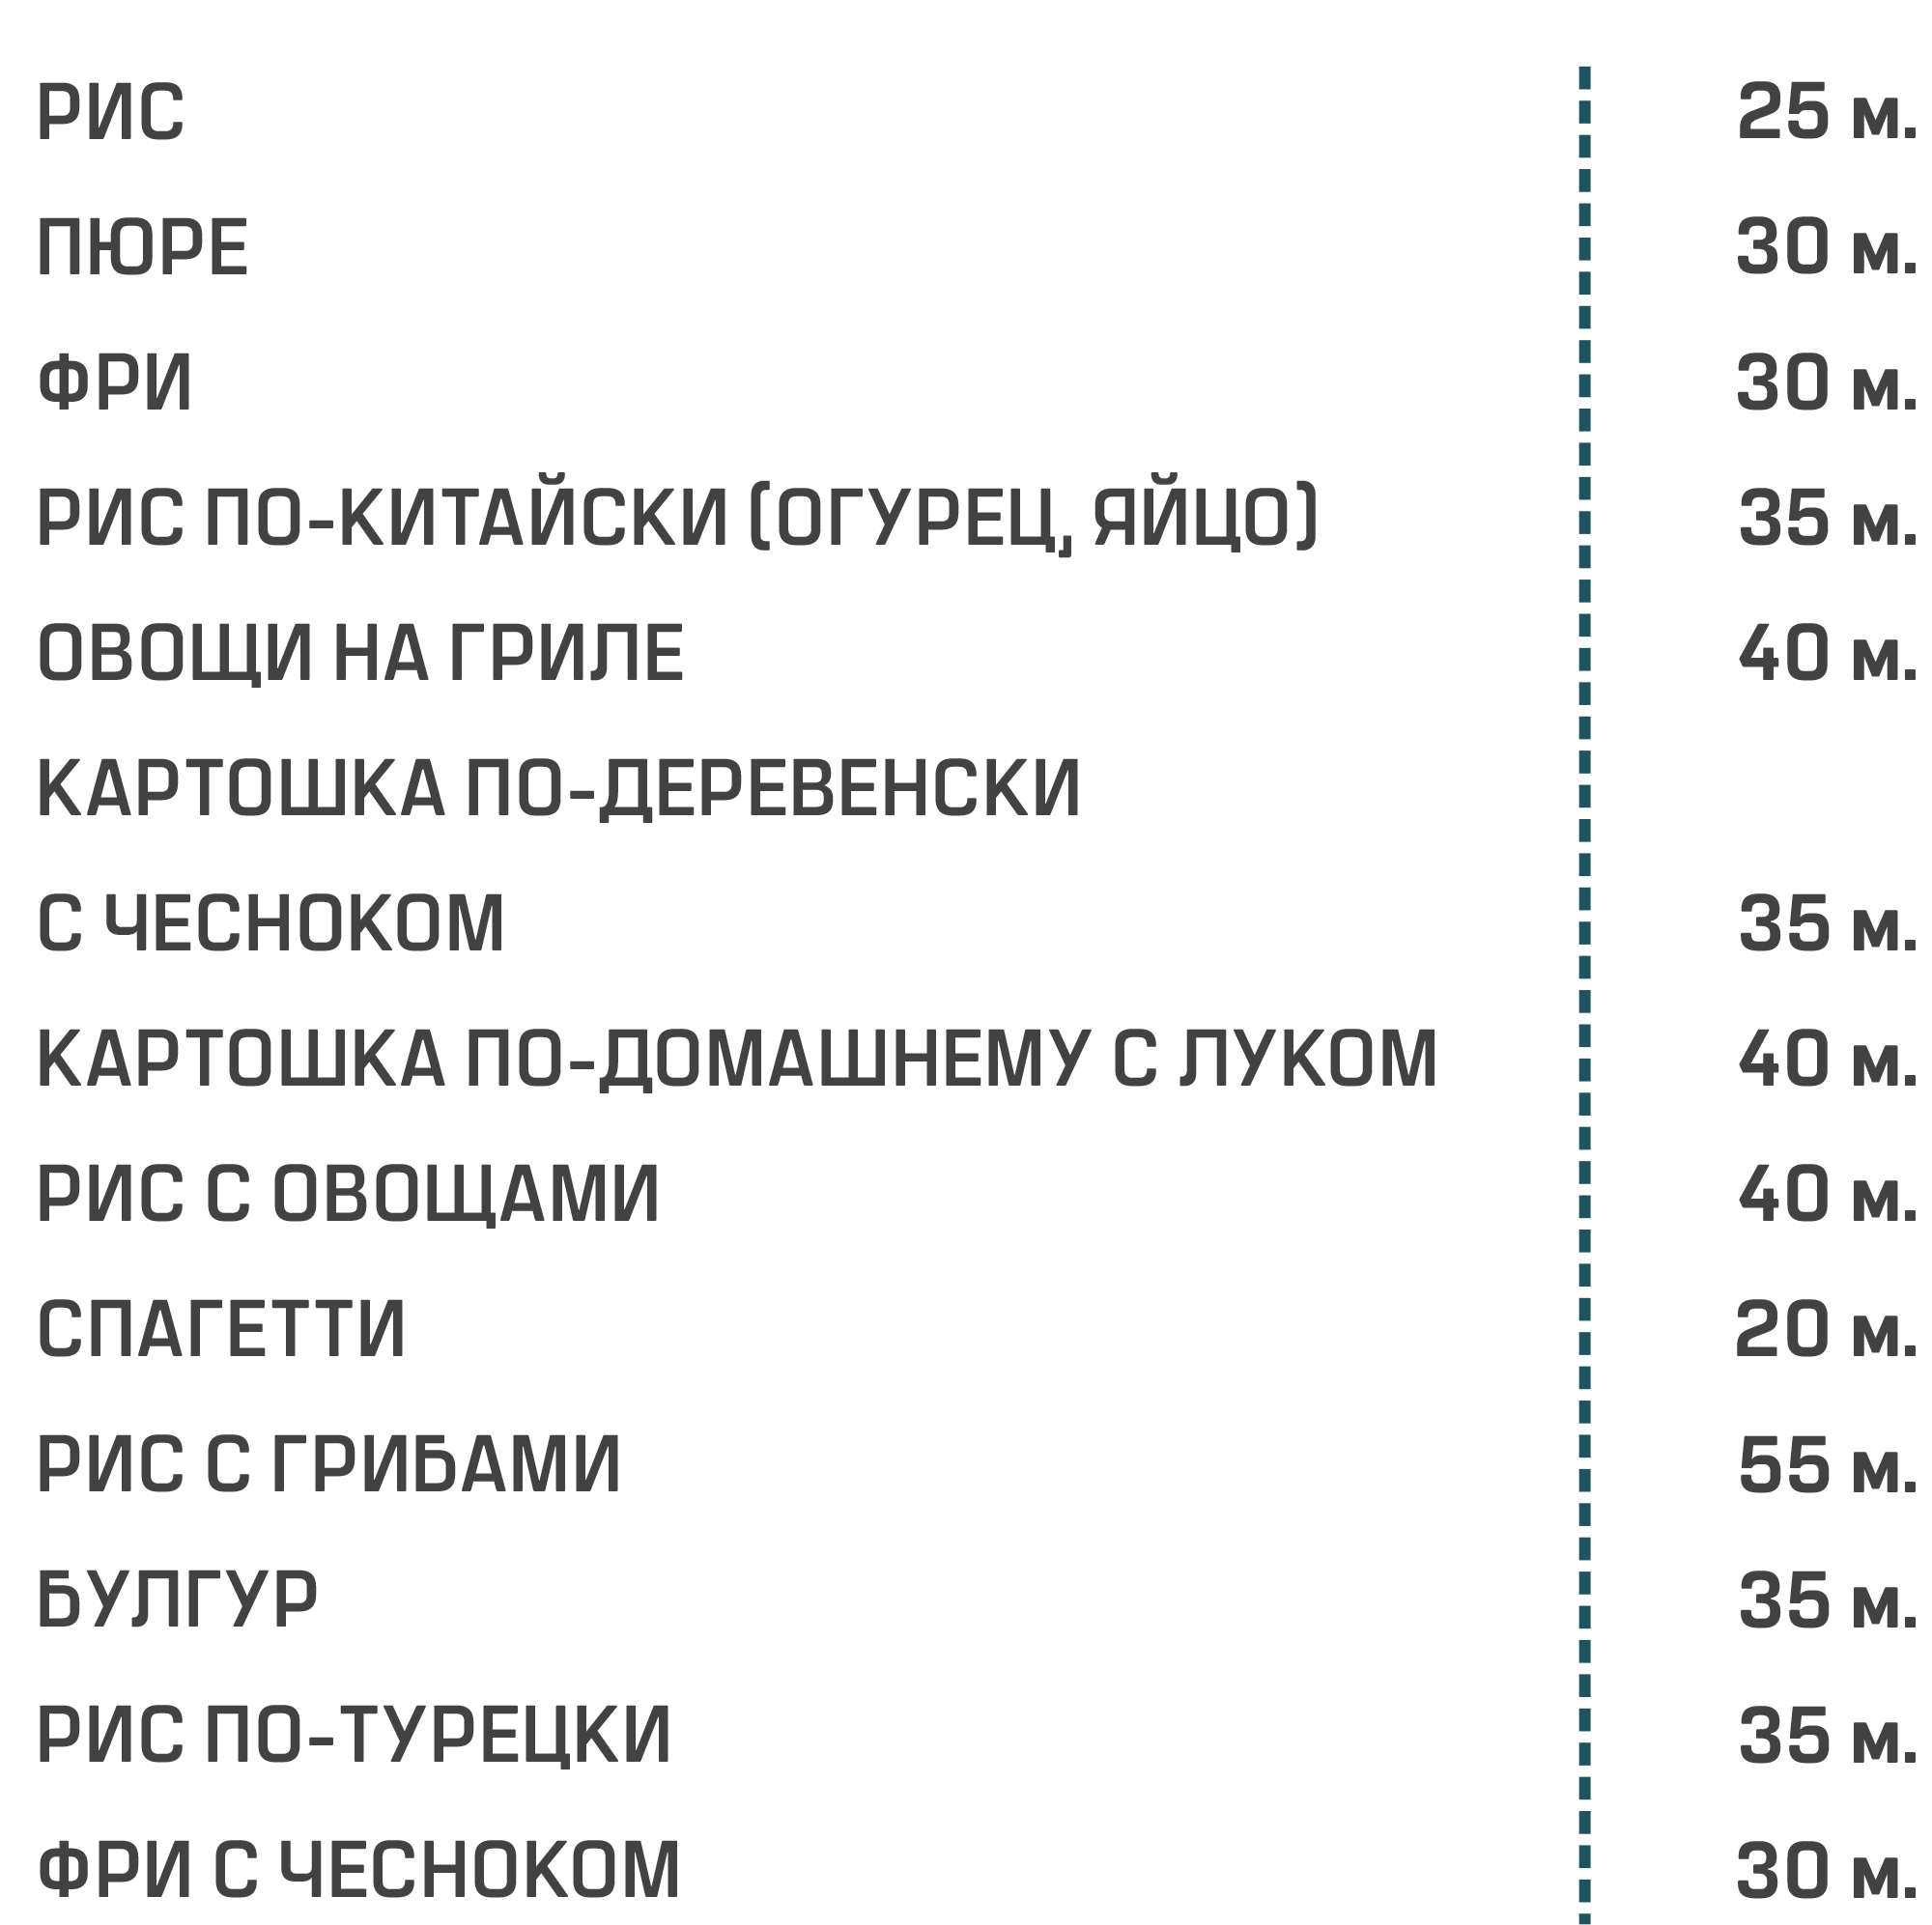 РИС 25 м.
ПЮРЕ 30 м.
ФРИ 30 м.
РИС ПО-КИТАЙСКИ (ОГУРЕЦ, ЯЙЦО) 35 м.
ОВОЩИ НА ГРИЛЕ 40 м.
КАРТОШКА ПО-ДЕРЕВЕНСКИ
С ЧЕСНОКОМ 35 м.
КАРТОШКА ПО-ДОМАШНЕМУ С ЛУКОМ 40 м.
РИС С ОВОЩАМИ 40 м.
СПАГЕТТИ 20 м.
РИС С ГРИБАМИ 55 м.
БУЛГУР 35 м.
РИС ПО-ТУРЕЦКИ 35 м.
ФРИ С ЧЕСНОКОМ 30 м.